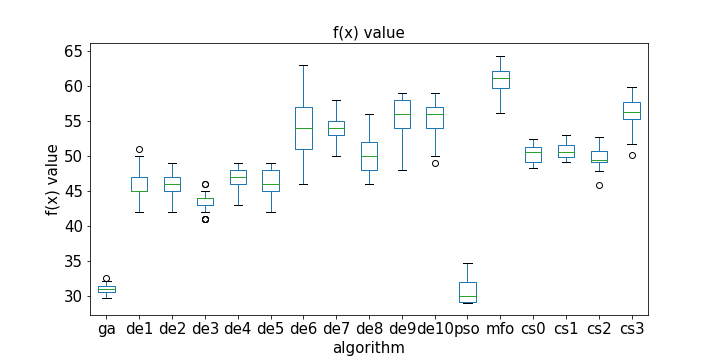 f(x) value
65
60
55
50
45
40
35
30
f(x) value
ga de1 de2 de3 de4 de5 de6 de7 de8 de9 de10 pso mfo cs0 cs1 cs2 cs3
algorithm